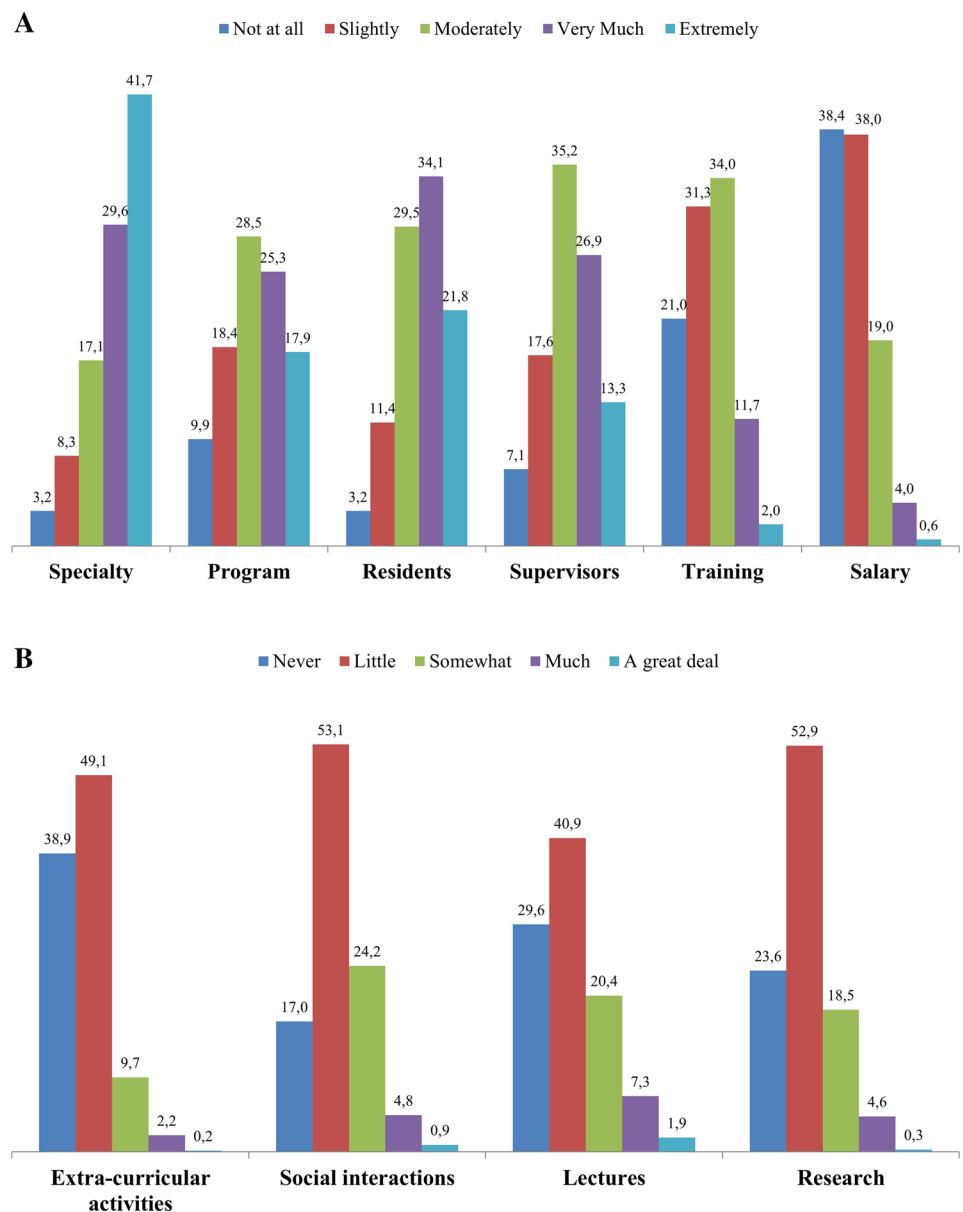 A
Not at all Slightly Moderately Very Much Extremely
3,2 8,3 17,1 29,6 41,7
9,9 18,4 28,5 25,3 17,9
3,2 11,4 29,5 34,1 21,8
7,1 17,6 35,2 26,9 13,3
21,0 31,3 34,0 11,7 2,0
38,4 38,0 19,0 4,0 0,6
Specialty Program Residents Supervisors Training Salary
B
Never Little Somewhat Much A great deal
38,9 49,1 9,7 2,2 0,2
17,0 53,1 24,2 4,8 0,9
29,6 40,9 20,4 7,3 1,9
23,6 52,9 18,5 4,6 0,3
Extra-curricular Social interactions Lectures Research
activities